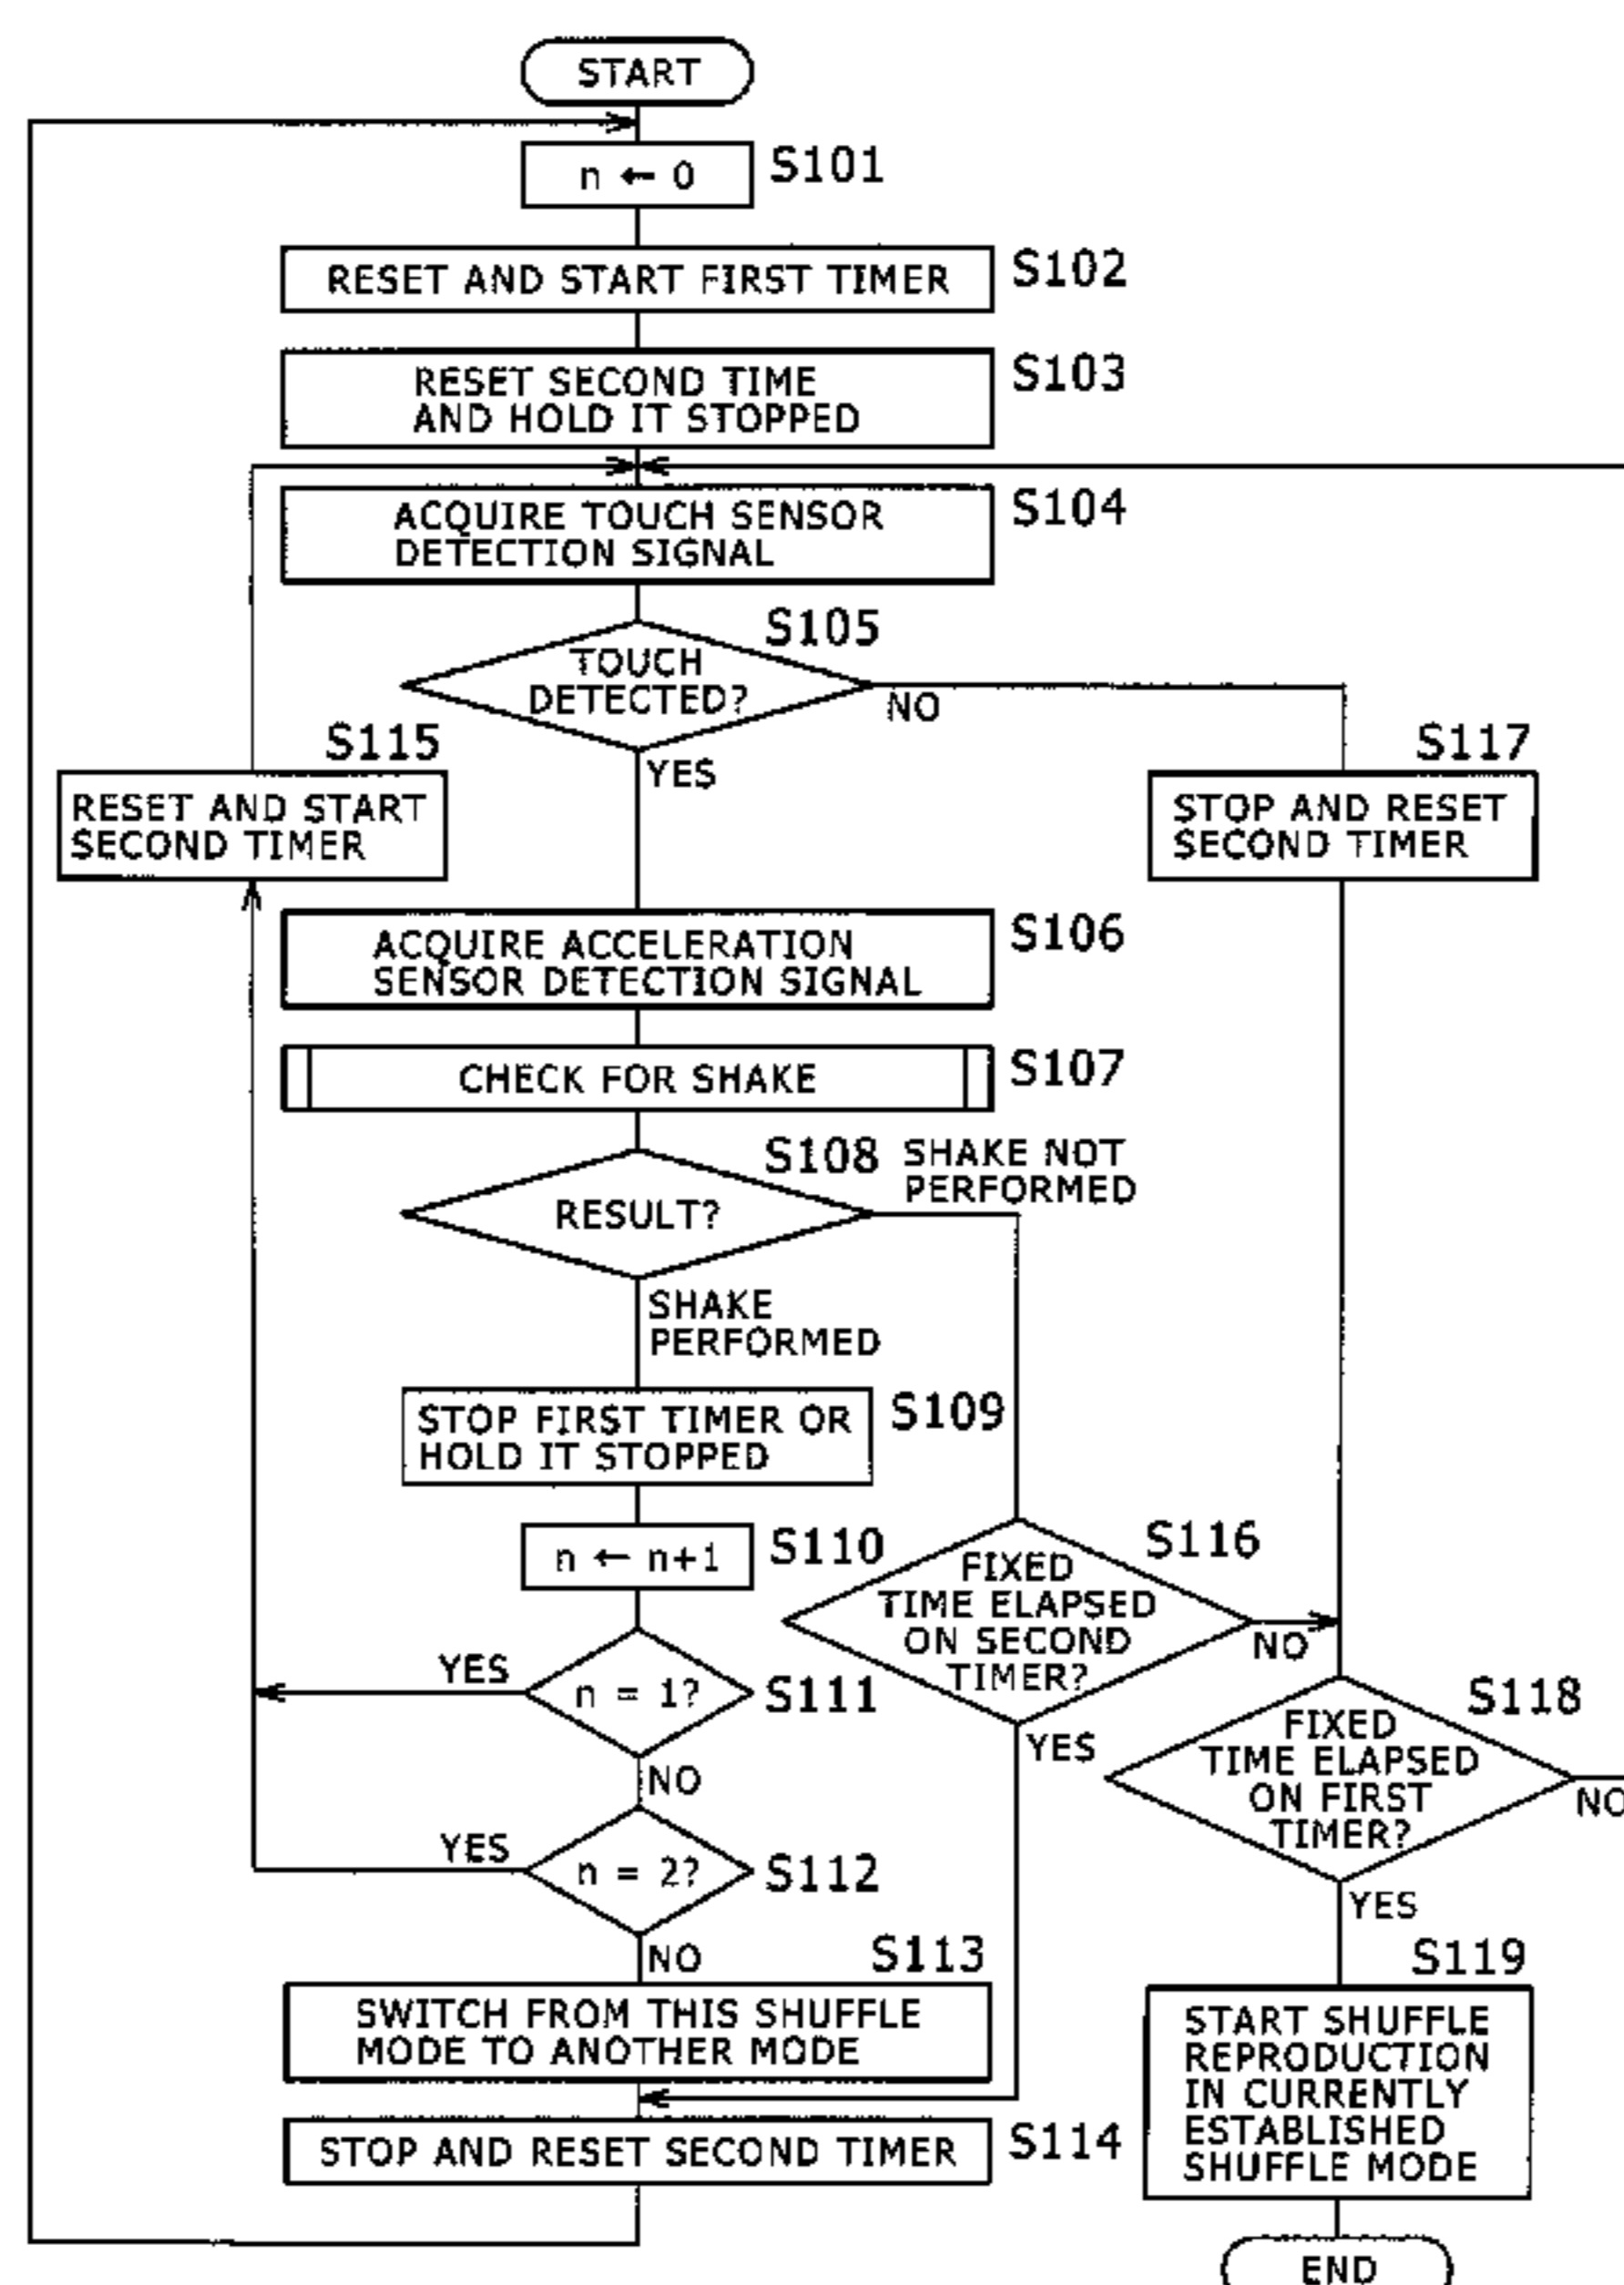 START
n ← 0
S101
RESET AND START FIRST TIMER
S102
RESET SECOND TIME
AND HOLD IT STOPPED
S103
ACQUIRE TOUCH SENSOR
DETECTION SIGNAL
S104
S105
TOUCH
DETECTED?
NO
YES
S115
RESET AND START
SECOND TIMER
S117
STOP AND RESET
SECOND TIMER
ACQUIRE ACCELERATION
SENSOR DETECTION SIGNAL
S106
CHECK FOR SHAKE
S107
S108
SHAKE NOT
PERFORMED
RESULT?
SHAKE
PERFORMED
STOP FIRST TIMER OR
HOLD IT STOPPED
S109
n ← n+1
S110
S116
FIXED
TIME ELAPSED
ON SECOND
TIMER?
NO
YES
YES
n = 1?
S111
NO
S118
FIXED
TIME ELAPSED
ON FIRST
TIMER?
NO
YES
YES
n = 2?
S112
NO
S113
SWITCH FROM THIS SHUFFLE
MODE TO ANOTHER MODE
S119
START SHUFFLE
REPRODUCTION
IN CURRENTLY
ESTABLISHED
SHUFFLE MODE
STOP AND RESET SECOND TIMER
S114
END